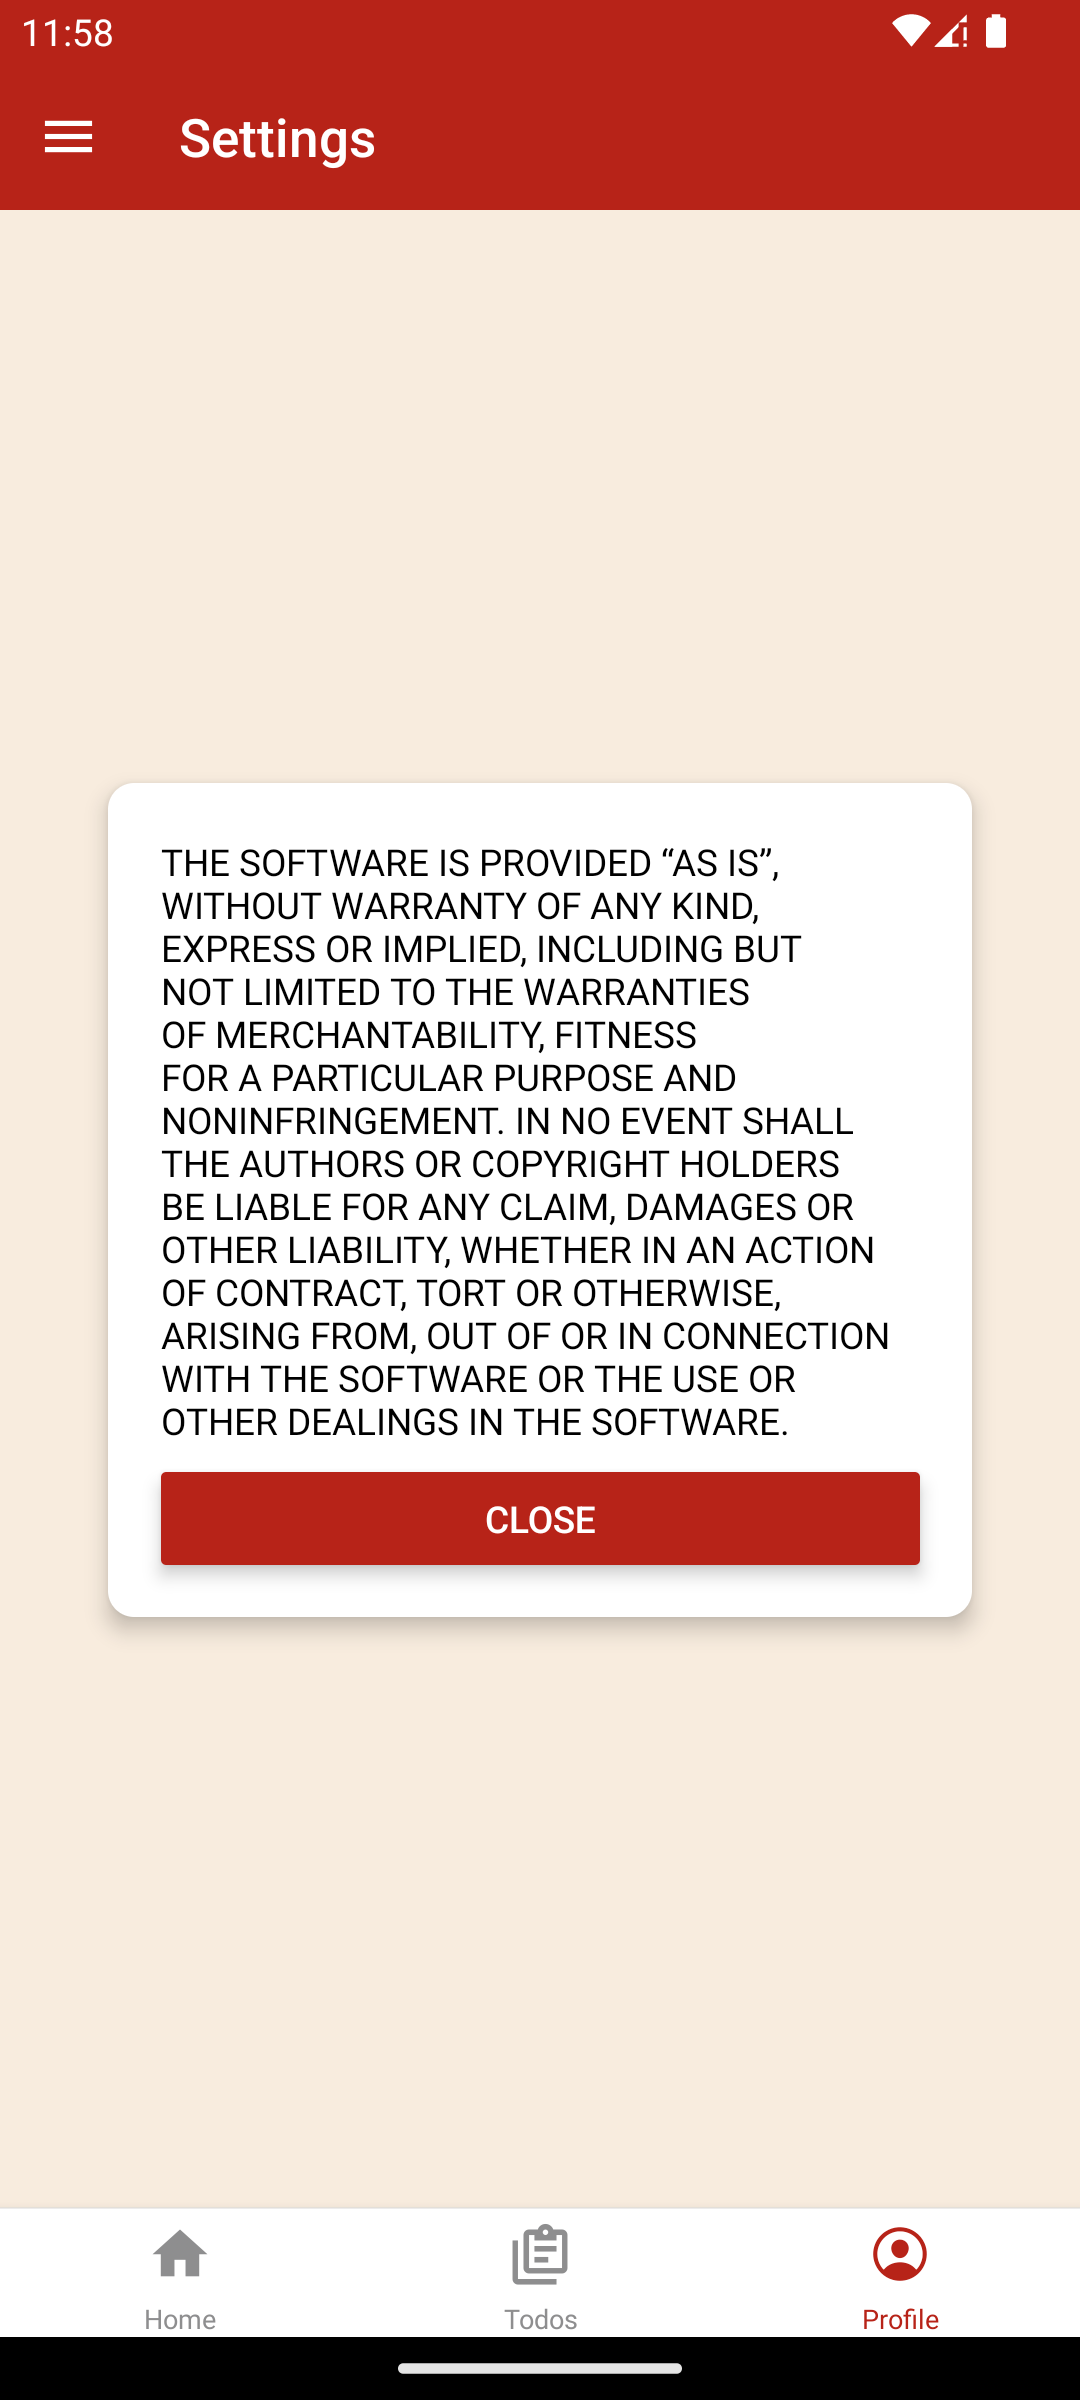 11:58
Settings
THE SOFTWARE IS PROVIDED “AS IS”,
WITHOUT WARRANTY OF ANY KIND,
EXPRESS OR IMPLIED, INCLUDING BUT
NOT LIMITED TO THE WARRANTIES
OF MERCHANTABILITY, FITNESS
FOR A PARTICULAR PURPOSE AND
NONINFRINGEMENT. IN NO EVENT SHALL
THE AUTHORS OR COPYRIGHT HOLDERS
BE LIABLE FOR ANY CLAIM, DAMAGES OR
OTHER LIABILITY, WHETHER IN AN ACTION
OF CONTRACT, TORT OR OTHERWISE,
ARISING FROM, OUT OF OR IN CONNECTION
WITH THE SOFTWARE OR THE USE OR
OTHER DEALINGS IN THE SOFTWARE.
CLOSE
Home
Todos
Profile